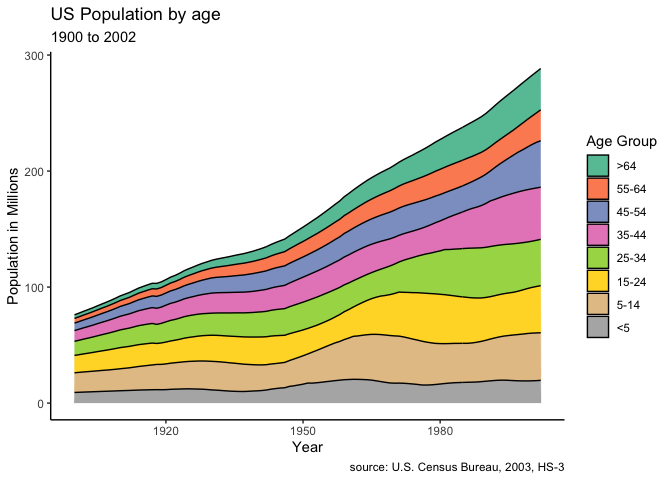 US Population by age
1900 to 2002
Population in Millions
300
200
100
0
1920
1950
1980
Year
Age Group
>64
55-64
45-54
35-44
25-34
15-24
5-14
<5
source: U.S. Census Bureau, 2003, HS-3